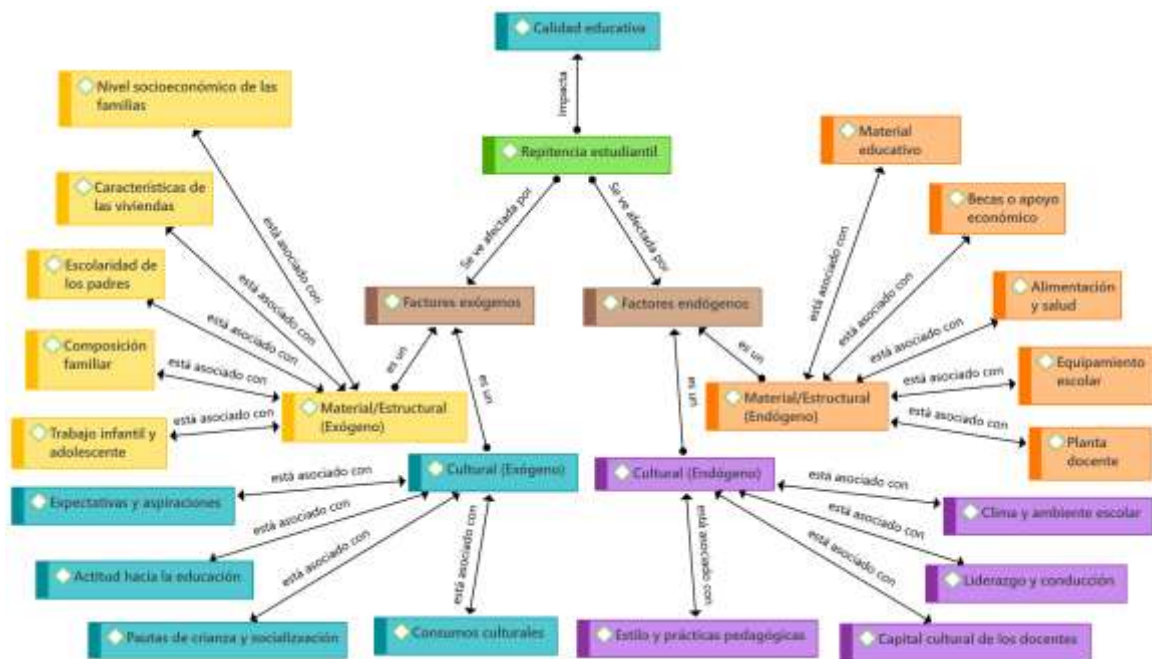 Calidad educativa
impacta
Repitencia estudiantil
Se ve afectada por
Se ve afectada por
Factores exógenos
Factores endógenos
Nivel socioeconómico de las
familias
Características de
las viviendas
Escolaridad de
los padres
Composición
familiar
Trabajo infantil y
adolescente
está asociado con
está asociado con
está asociado con
está asociado con
está asociado con
es un
es un
Material/Estructural
(Exógeno)
Cultural (Exógeno)
Expectativas y aspiraciones
Actitud hacia la educación
Pautas de crianza y socialización
Consumos culturales
está asociado con
está asociado con
está asociado con
está asociado con
Material
educativo
Becas o apoyo
económico
Alimentación
y salud
Equipamiento
escolar
Planta
docente
está asociado con
está asociado con
está asociado con
está asociado con
está asociado con
es un
es un
Material/Estructural
(Endógeno)
Cultural (Endógeno)
Clima y ambiente escolar
Liderazgo y conducción
Capital cultural de los docentes
Estilo y prácticas pedagógicas
está asociado con
está asociado con
está asociado con
está asociado con